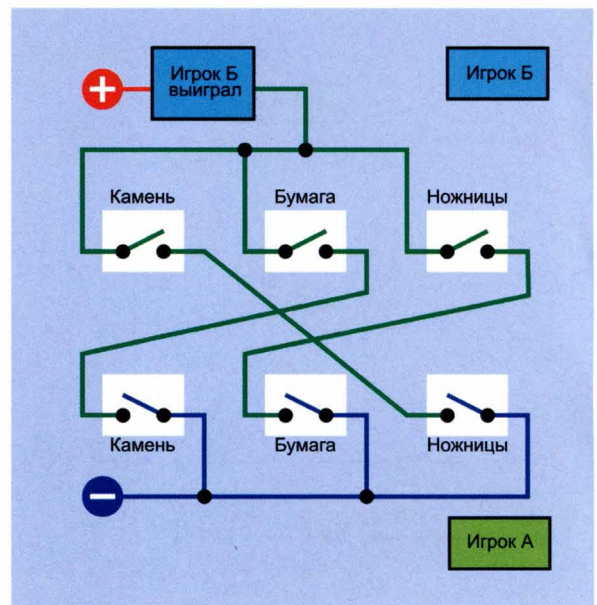 +
Игрок Б
выиграл
Игрок Б
Камень
Бумага
Ножницы
Камень
Бумага
Ножницы
−
Игрок А